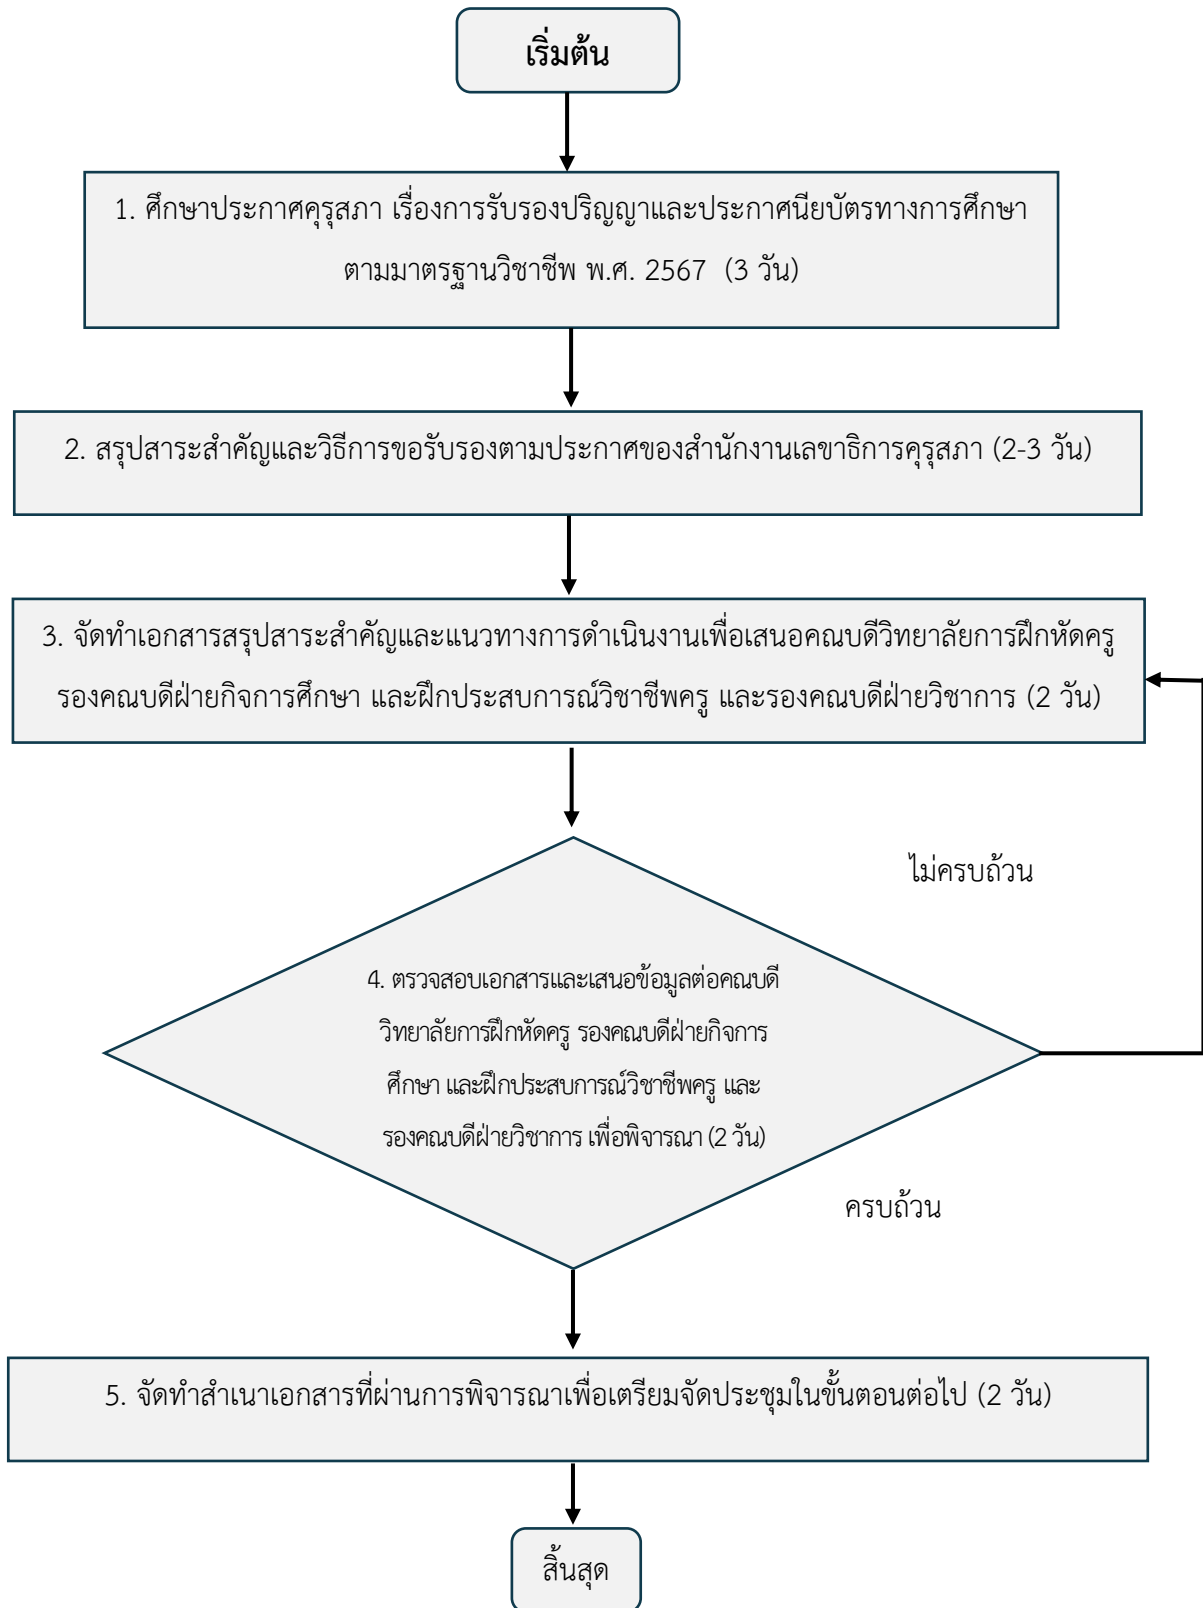 เริ่มต้น
1. ศึกษาประกาศคุรุสภา เรื่องการรับรองปริญญาและประกาศนียบัตรทางการศึกษา
ตามมาตรฐานวิชาชีพ พ.ศ. 2567 (3 วัน)
2. สรุปสาระสำคัญและวิธีการขอรับรองตามประกาศของสำนักงานเลขาธิการคุรุสภา (2-3 วัน)
3. จัดทำเอกสารสรุปสาระสำคัญและแนวทางการดำเนินงานเพื่อเสนอคณบดีวิทยาลัยการฝึกหัดครู
รองคณบดีฝ่ายกิจการศึกษา และฝึกประสบการณ์วิชาชีพครู และรองคณบดีฝ่ายวิชาการ (2 วัน)
ไม่ครบถ้วน
4. ตรวจสอบเอกสารและเสนอข้อมูลต่อคณบดี
วิทยาลัยการฝึกหัดครู รองคณบดีฝ่ายกิจการ
ศึกษา และฝึกประสบการณ์วิชาชีพครู และ
รองคณบดีฝ่ายวิชาการ เพื่อพิจารณา (2 วัน)
ครบถ้วน
5. จัดทำสำเนาเอกสารที่ผ่านการพิจารณาเพื่อเตรียมจัดประชุมในขั้นตอนต่อไป (2 วัน)
สิ้นสุด